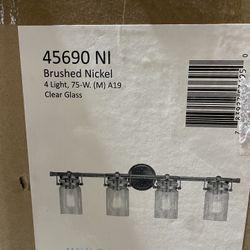 45690 NI
Brushed Nickel
4 Light, 75-W. (M) A19
Clear Glass